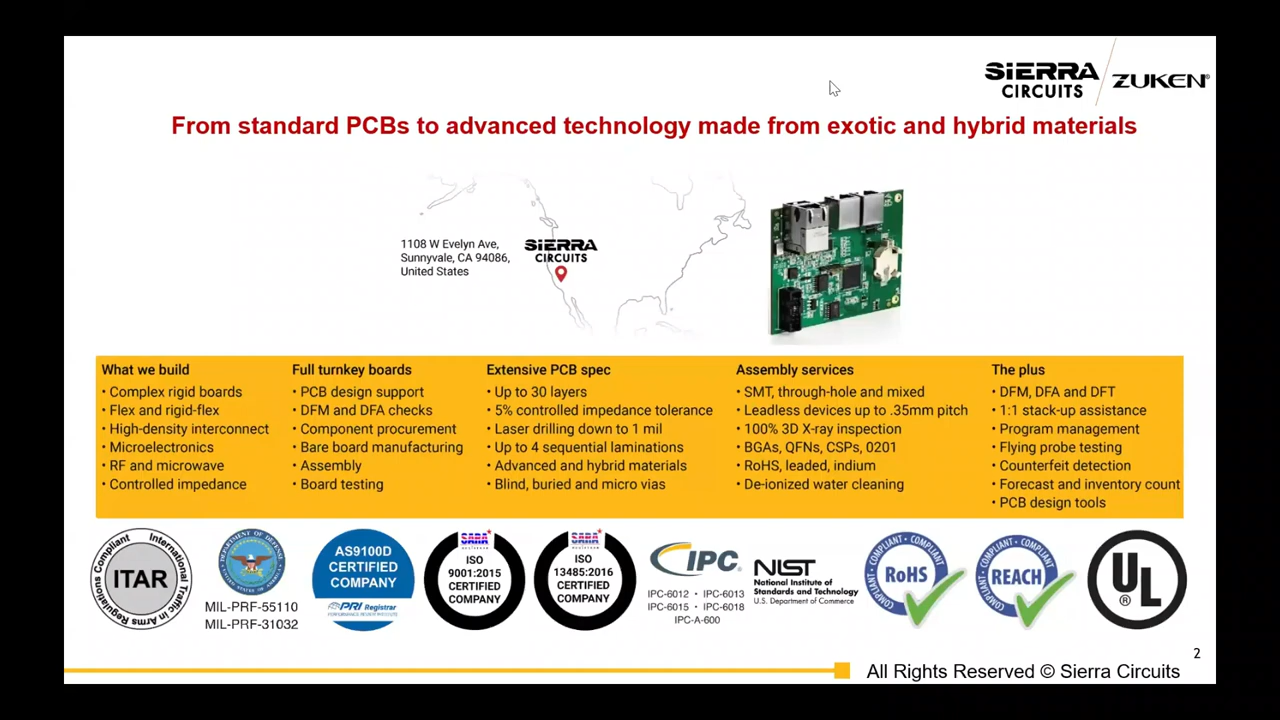 SiERRA CIRCUITS
ZUKEN®
From standard PCBs to advanced technology made from exotic and hybrid materials
1108 W Evelyn Ave,
Sunnyvale, CA 94086,
United States
SiERRA
CIRCUITS
What we build
• Complex rigid boards
• Flex and rigid-flex
• High-density interconnect
• Microelectronics
• RF and microwave
• Controlled impedance
Full turnkey boards
• PCB design support
• DFM and DFA checks
• Component procurement
• Bare board manufacturing
• Assembly
• Board testing
Extensive PCB spec
• Up to 30 layers
• 5% controlled impedance tolerance
• Laser drilling down to 1 mil
• Up to 4 sequential laminations
• Advanced and hybrid materials
• Blind, buried and micro vias
Assembly services
• SMT, through-hole and mixed
• Leadless devices up to .35mm pitch
• 100% 3D X-ray inspection
• BGAs, QFNs, CSPs, 0201
• RoHS, leaded, indium
• De-ionized water cleaning
The plus
• DFM, DFA and DFT
• 1:1 stack-up assistance
• Program management
• Flying probe testing
• Counterfeit detection
• Forecast and inventory count
• PCB design tools
International Traffic in Arms Regulations Compliant
ITAR
DEPARTMENT OF DEFENSE
MIL-PRF-55110
MIL-PRF-31032
AS9100D
CERTIFIED
COMPANY
PRI Registrar
SARA
ISO
9001:2015
CERTIFIED
COMPANY
SARA
ISO
13485:2016
CERTIFIED
COMPANY
IPC
IPC-6012 • IPC-6013
IPC-6015 • IPC-6018
IPC-A-600
NIST
National Institute of
Standards and Technology
U.S. Department of Commerce
COMPLIANT • COMPLIANT • COMPLIANT
RoHS
COMPLIANT • COMPLIANT • COMPLIANT
REACH
UL
®
2
All Rights Reserved © Sierra Circuits